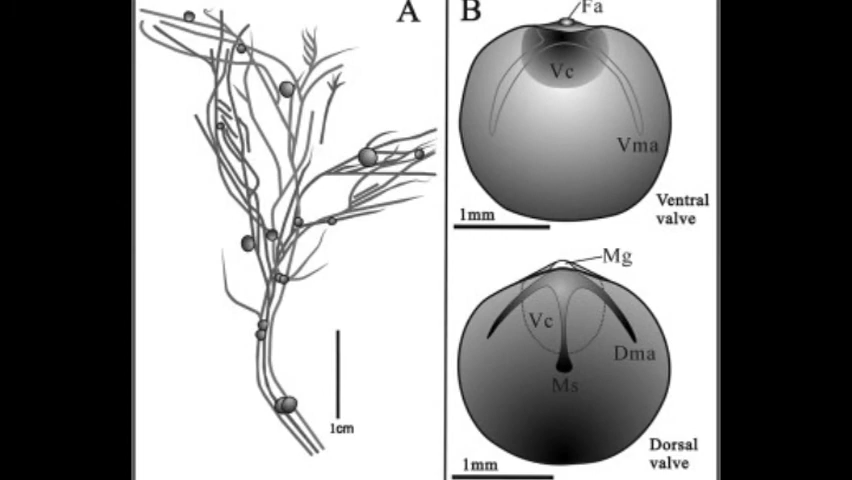 A
1cm
B
Fa
Vc
Vma
Ventral
valve
1mm
Mg
Vc
Dma
Ms
Dorsal
valve
1mm